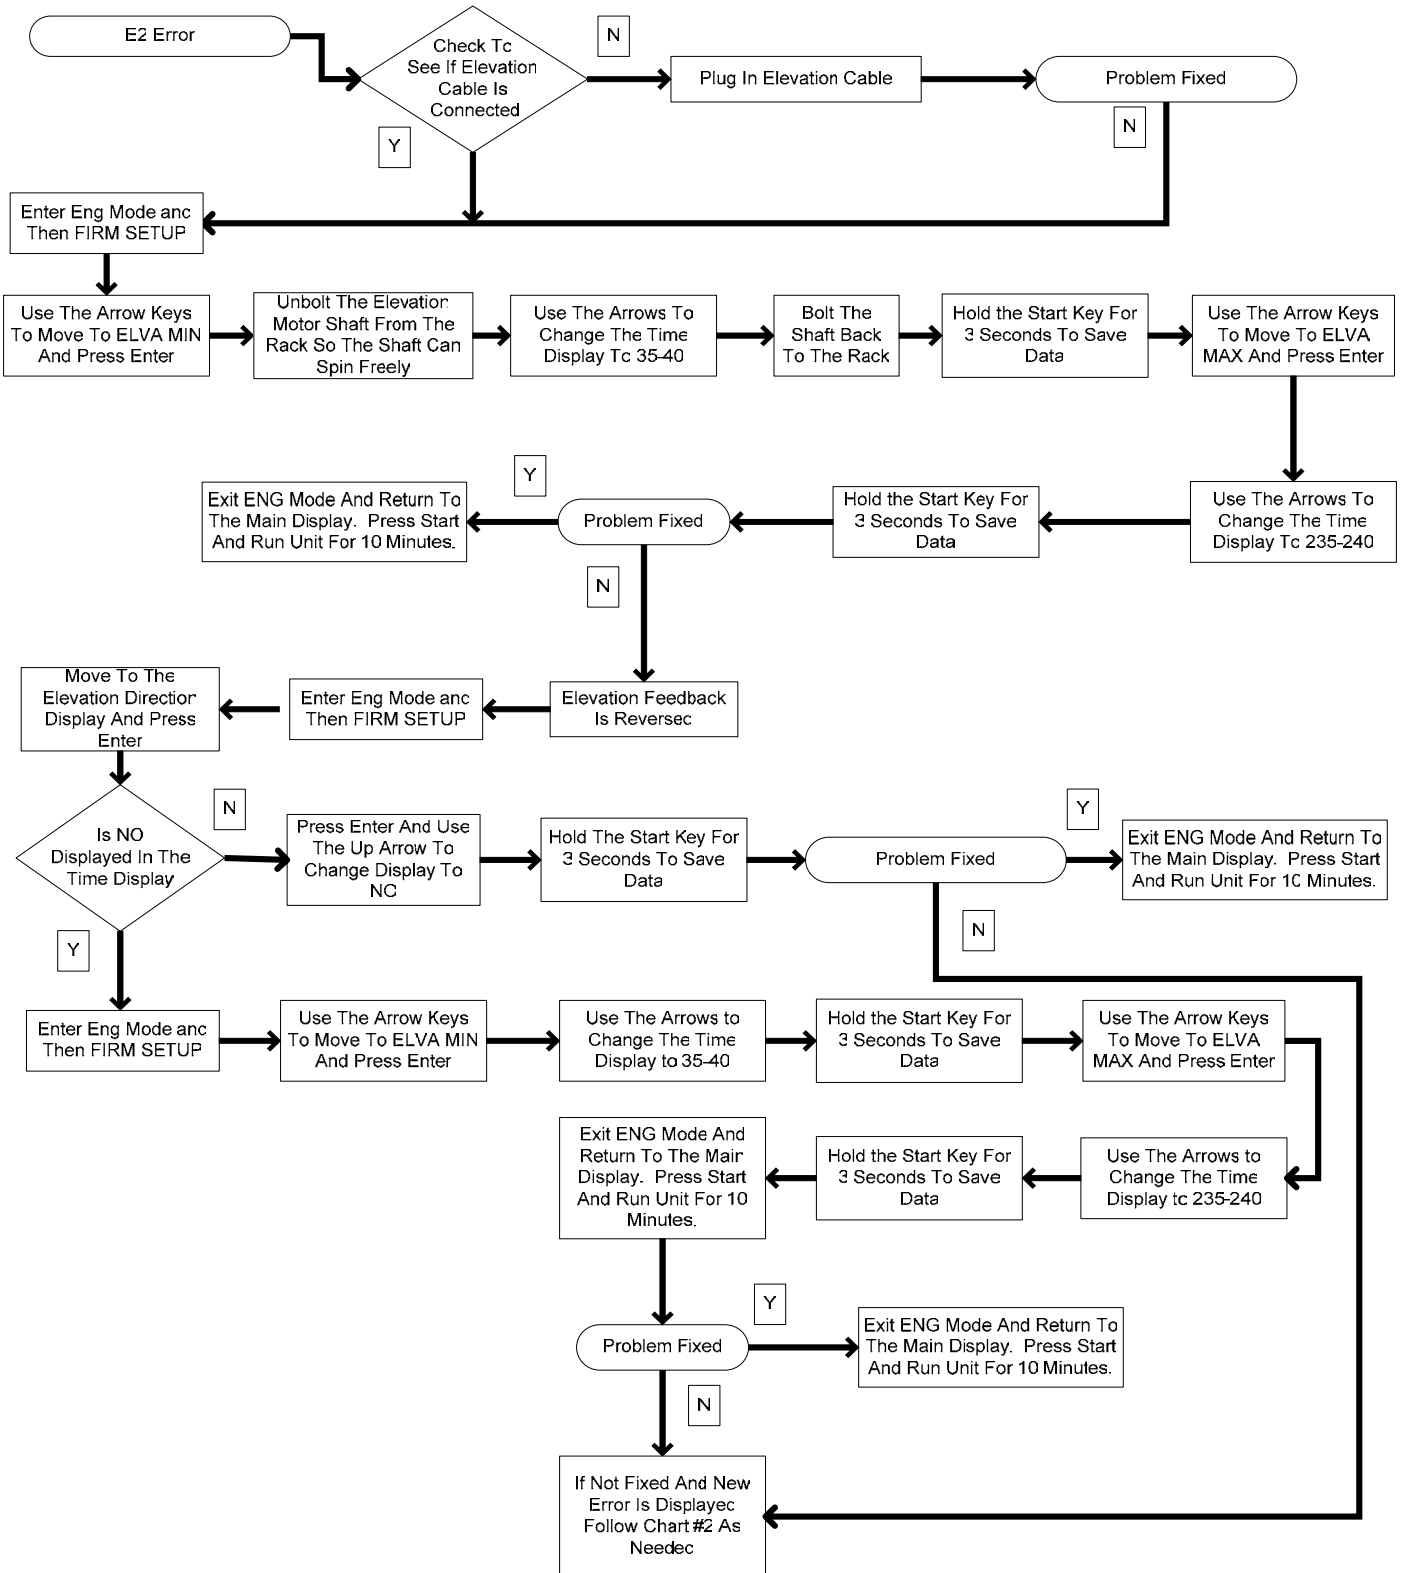 E2 Error
Check To
See If Elevation
Cable Is
Connected
N
Plug In Elevation Cable
Problem Fixed
Y
N
Enter Eng Mode and
Then FIRM SETUP
Use The Arrow Keys
To Move To ELVA MIN
And Press Enter
Unbolt The Elevation
Motor Shaft From The
Rack So The Shaft Can
Spin Freely
Use The Arrows To
Change The Time
Display To 35-40
Bolt The
Shaft Back
To The Rack
Hold the Start Key For
3 Seconds To Save
Data
Use The Arrow Keys
To Move To ELVA
MAX And Press Enter
Use The Arrows To
Change The Time
Display To 235-240
Hold the Start Key For
3 Seconds To Save
Data
Problem Fixed
Y
Exit ENG Mode And Return To
The Main Display. Press Start
And Run Unit For 10 Minutes.
N
Elevation Feedback
Is Reversed
Enter Eng Mode and
Then FIRM SETUP
Move To The
Elevation Direction
Display And Press
Enter
Is NO
Displayed In The
Time Display
N
Press Enter And Use
The Up Arrow To
Change Display To
NO
Hold The Start Key For
3 Seconds To Save
Data
Problem Fixed
Y
Exit ENG Mode And Return To
The Main Display. Press Start
And Run Unit For 10 Minutes.
N
Y
Enter Eng Mode and
Then FIRM SETUP
Use The Arrow Keys
To Move To ELVA MIN
And Press Enter
Use The Arrows to
Change The Time
Display to 35-40
Hold the Start Key For
3 Seconds To Save
Data
Use The Arrow Keys
To Move To ELVA
MAX And Press Enter
Use The Arrows to
Change The Time
Display to 235-240
Hold the Start Key For
3 Seconds To Save
Data
Exit ENG Mode And
Return To The Main
Display. Press Start
And Run Unit For 10
Minutes.
Problem Fixed
Y
Exit ENG Mode And Return To
The Main Display. Press Start
And Run Unit For 10 Minutes.
N
If Not Fixed And New
Error Is Displayed
Follow Chart #2 As
Needed